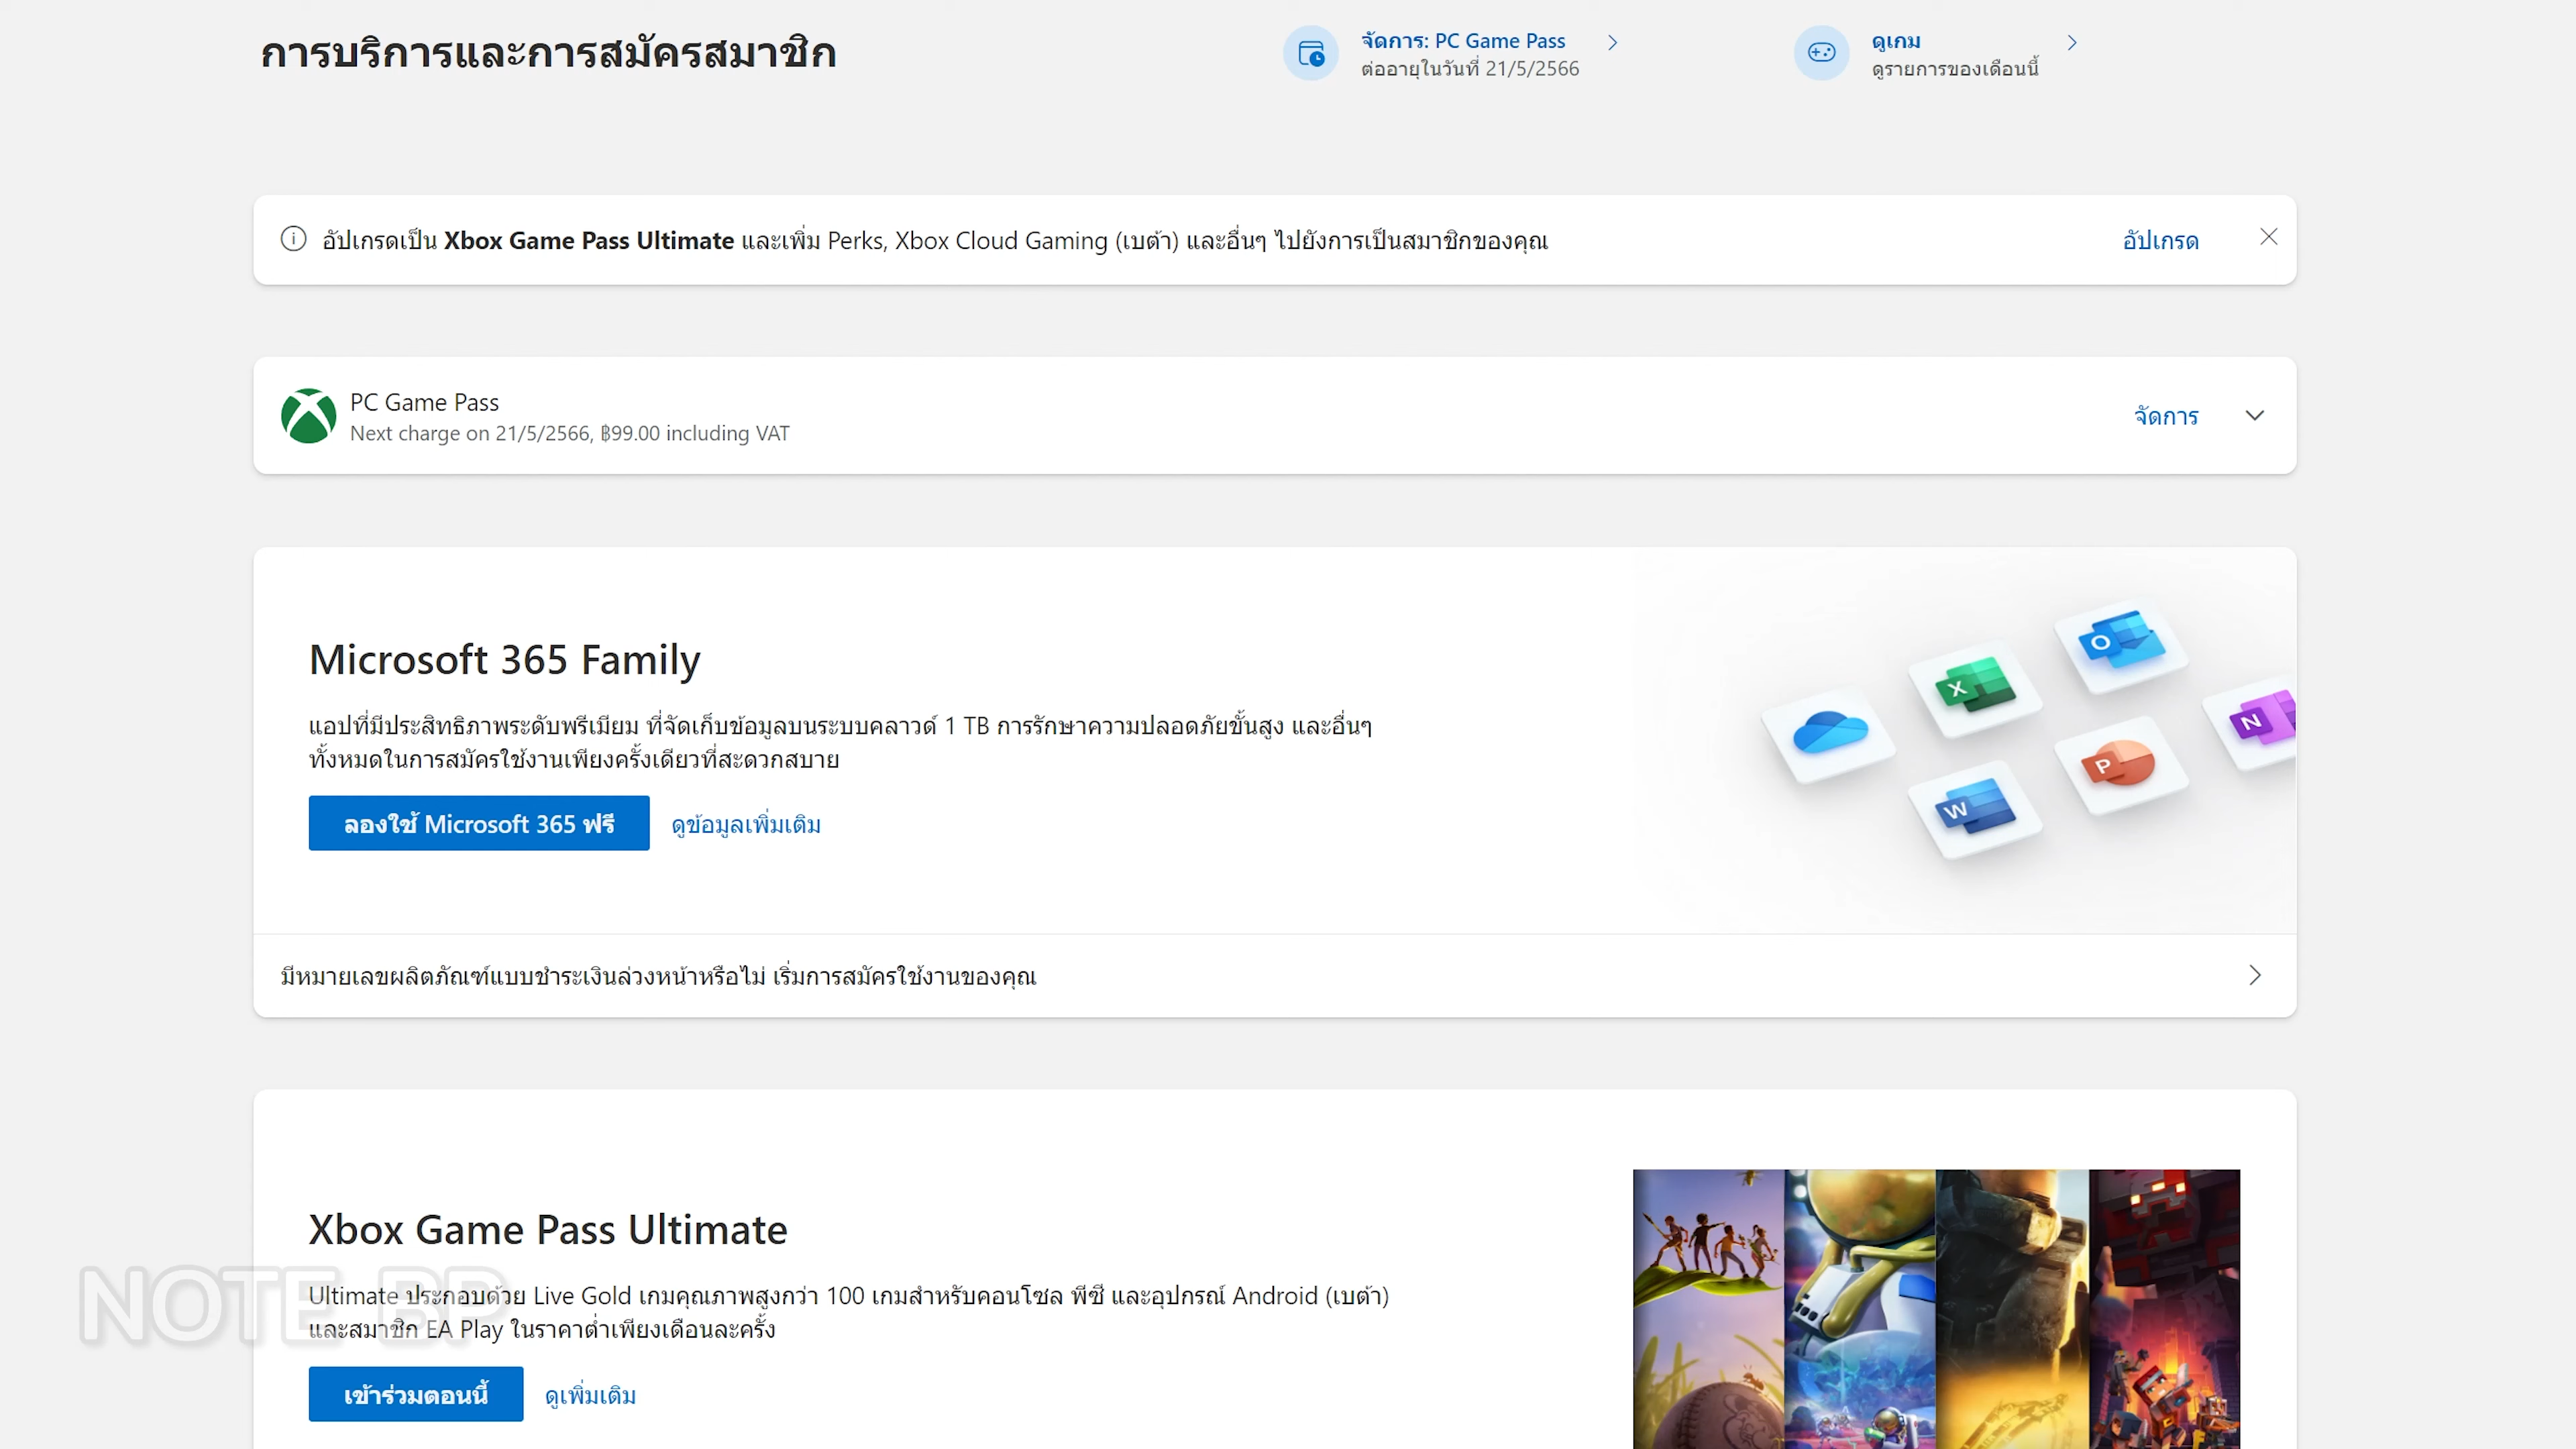 การบริการและการสมัครสมาชิก
จัดการ: PC Game Pass
ต่ออายุในวันที่ 21/5/2566
ดูเกม
ดูรายการของเดือนนี้
อัปเกรดเป็น Xbox Game Pass Ultimate และเพิ่ม Perks, Xbox Cloud Gaming (เบต้า) และอื่นๆ ไปยังการเป็นสมาชิกของคุณ
อัปเกรด
PC Game Pass
Next charge on 21/5/2566, ฿99.00 including VAT
จัดการ
Microsoft 365 Family
แอปที่มีประสิทธิภาพระดับพรีเมียม ที่จัดเก็บข้อมูลบนระบบคลาวด์ 1 TB การรักษาความปลอดภัยขั้นสูง และอื่นๆ
ทั้งหมดในการสมัครใช้งานเพียงครั้งเดียวที่สะดวกสบาย
ลองใช้ Microsoft 365 ฟรี
ดูข้อมูลเพิ่มเติม
O
X
N
P
W
มีหมายเลขผลิตภัณฑ์แบบชำระเงินล่วงหน้าหรือไม่ เริ่มการสมัครใช้งานของคุณ
Xbox Game Pass Ultimate
Ultimate ประกอบด้วย Live Gold เกมคุณภาพสูงกว่า 100 เกมสำหรับคอนโซล พีซี และอุปกรณ์ Android (เบต้า)
และสมาชิก EA Play ในราคาต่ำเพียงเดือนละครั้ง
NOTE BP
เข้าร่วมตอนนี้
ดูเพิ่มเติม